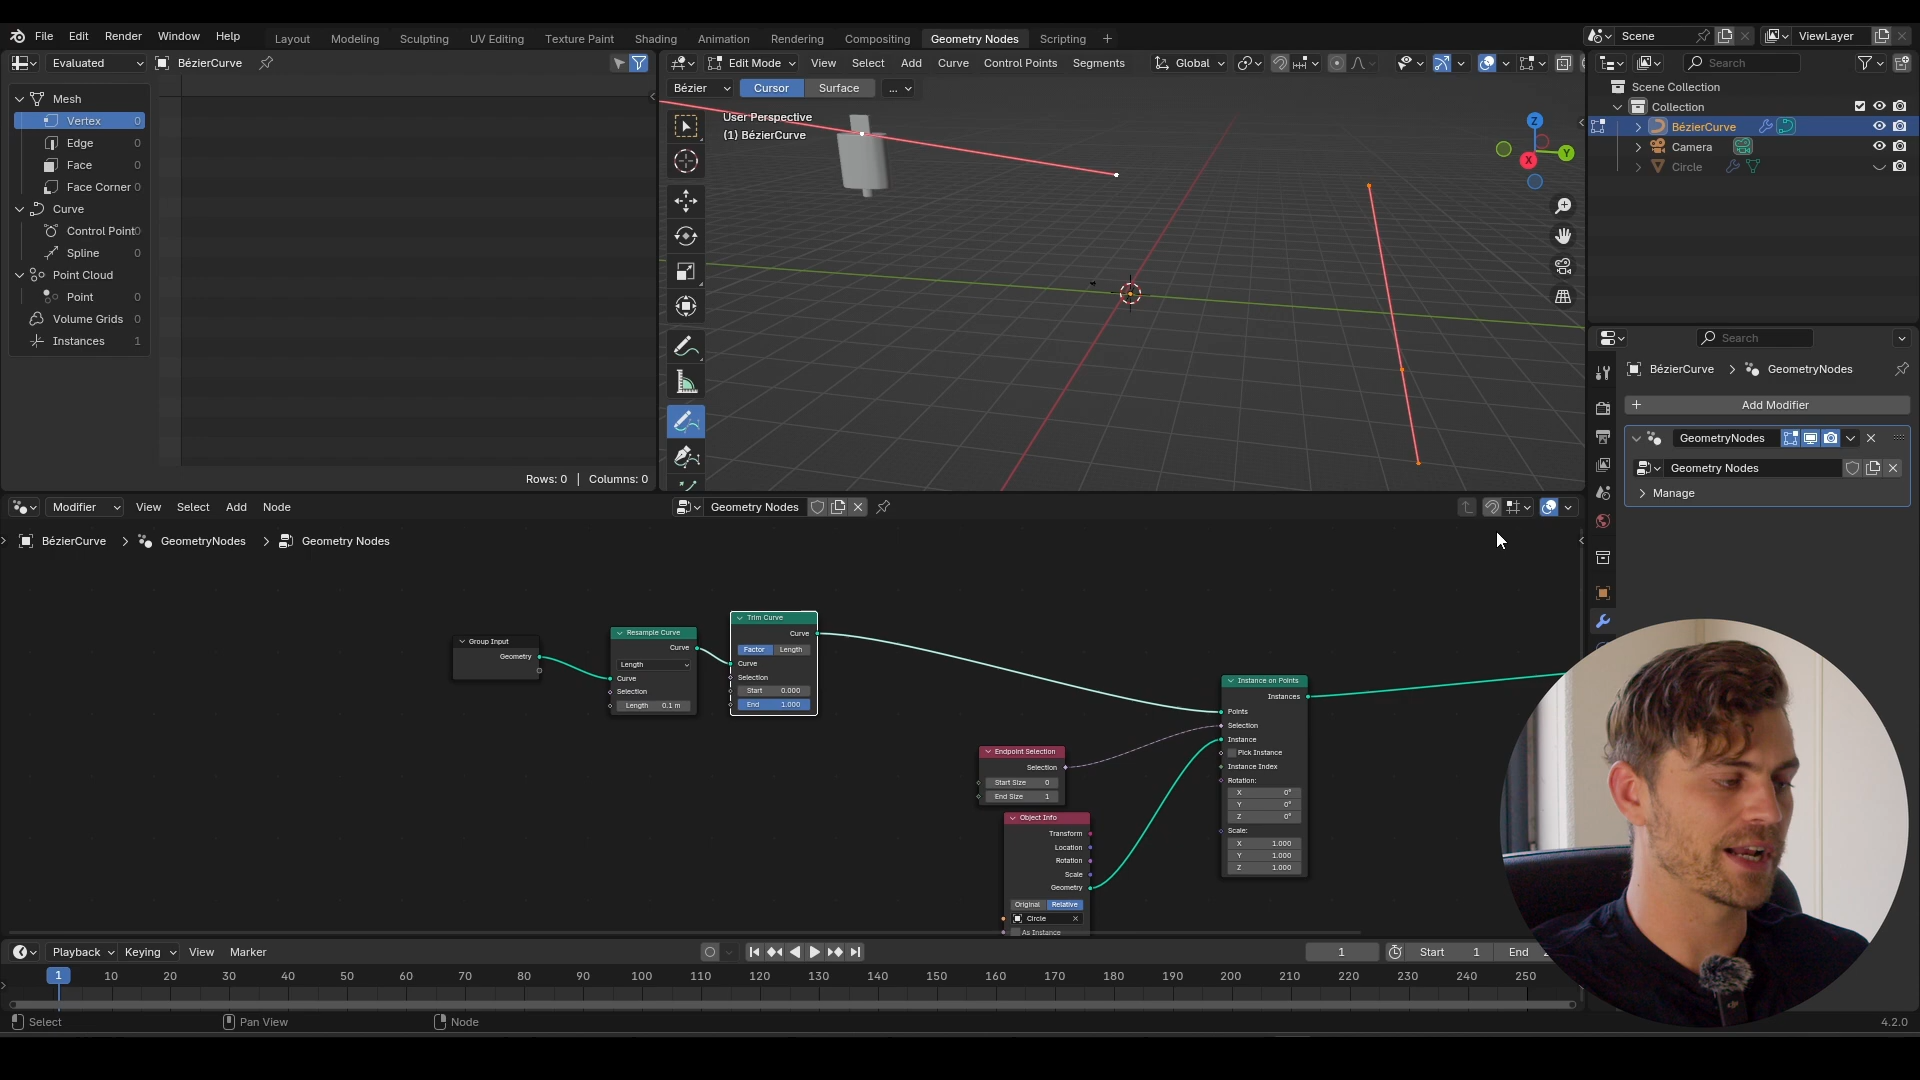 File Edit Render Window Help Layout Modeling Sculpting UV Editing Texture Paint Shading Animation Rendering Compositing Geometry Nodes Scripting + Scene ViewLayer
Evaluated BézierCurve
Edit Mode View Select Add Curve Control Points Segments Global
Search
Bézier Cursor Surface ...
Mesh
Vertex 0
Edge 0
Face 0
Face Corner 0
Curve
Control Point 0
Spline 0
Point Cloud
Point 0
Volume Grids 0
Instances 1
Rows: 0 | Columns: 0
User Perspective
(1) BézierCurve
Z
Y
X
Scene Collection
Collection
BézierCurve
Camera
Circle
Search
BézierCurve > GeometryNodes
+ Add Modifier
GeometryNodes
Geometry Nodes
Manage
Modifier View Select Add Node Geometry Nodes
BézierCurve > GeometryNodes > Geometry Nodes
Group Input
Geometry
Resample Curve
Curve
Length
Curve
Selection
Length 0.1 m
Trim Curve
Curve
Factor Length
Curve
Selection
Start 0.000
End 1.000
Endpoint Selection
Selection
Start Size 0
End Size 1
Object Info
Transform
Location
Rotation
Scale
Geometry
Original Relative
Circle
As Instance
Instance on Points
Instances
Points
Selection
Instance
Pick Instance
Instance Index
Rotation:
X 0°
Y 0°
Z 0°
Scale:
X 1.000
Y 1.000
Z 1.000
Playback Keying View Marker 1 Start 1 End
1 10 20 30 40 50 60 70 80 90 100 110 120 130 140 150 160 170 180 190 200 210 220 230 240 250
Select Pan View Node 4.2.0